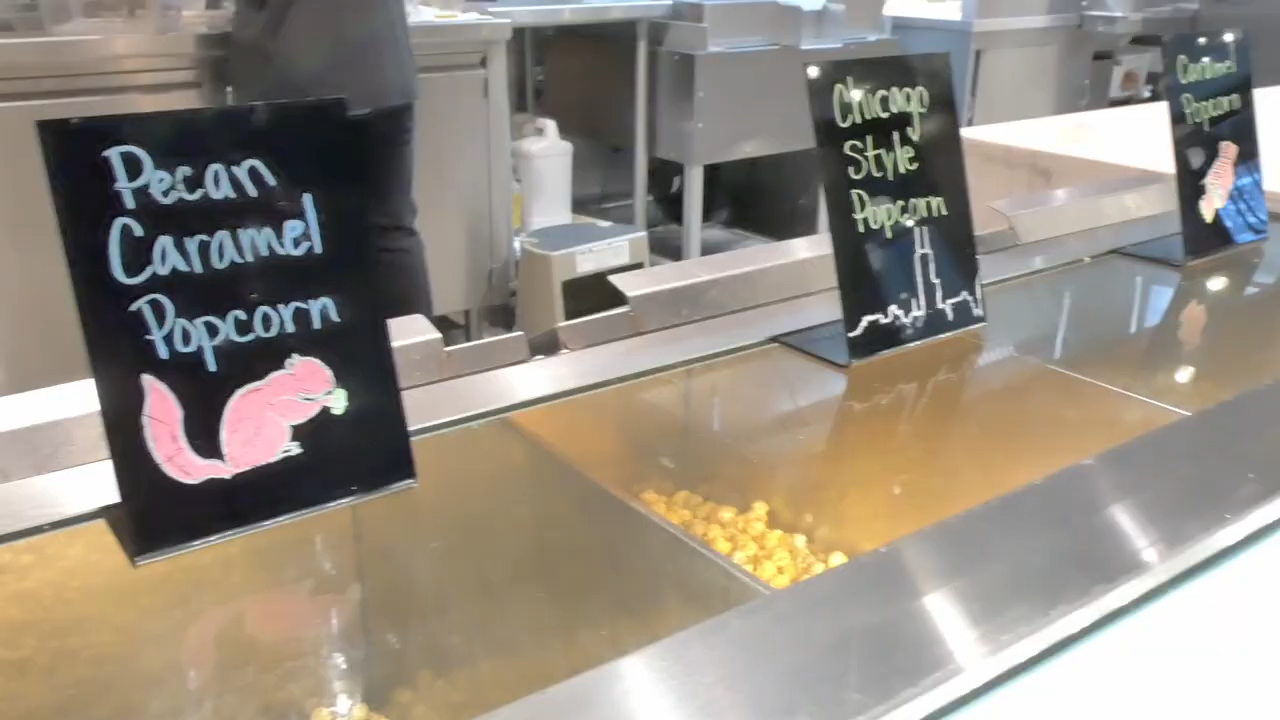 Pecan
Caramel
Popcorn
Chicago
Style
Popcorn
Caramel
Popcorn